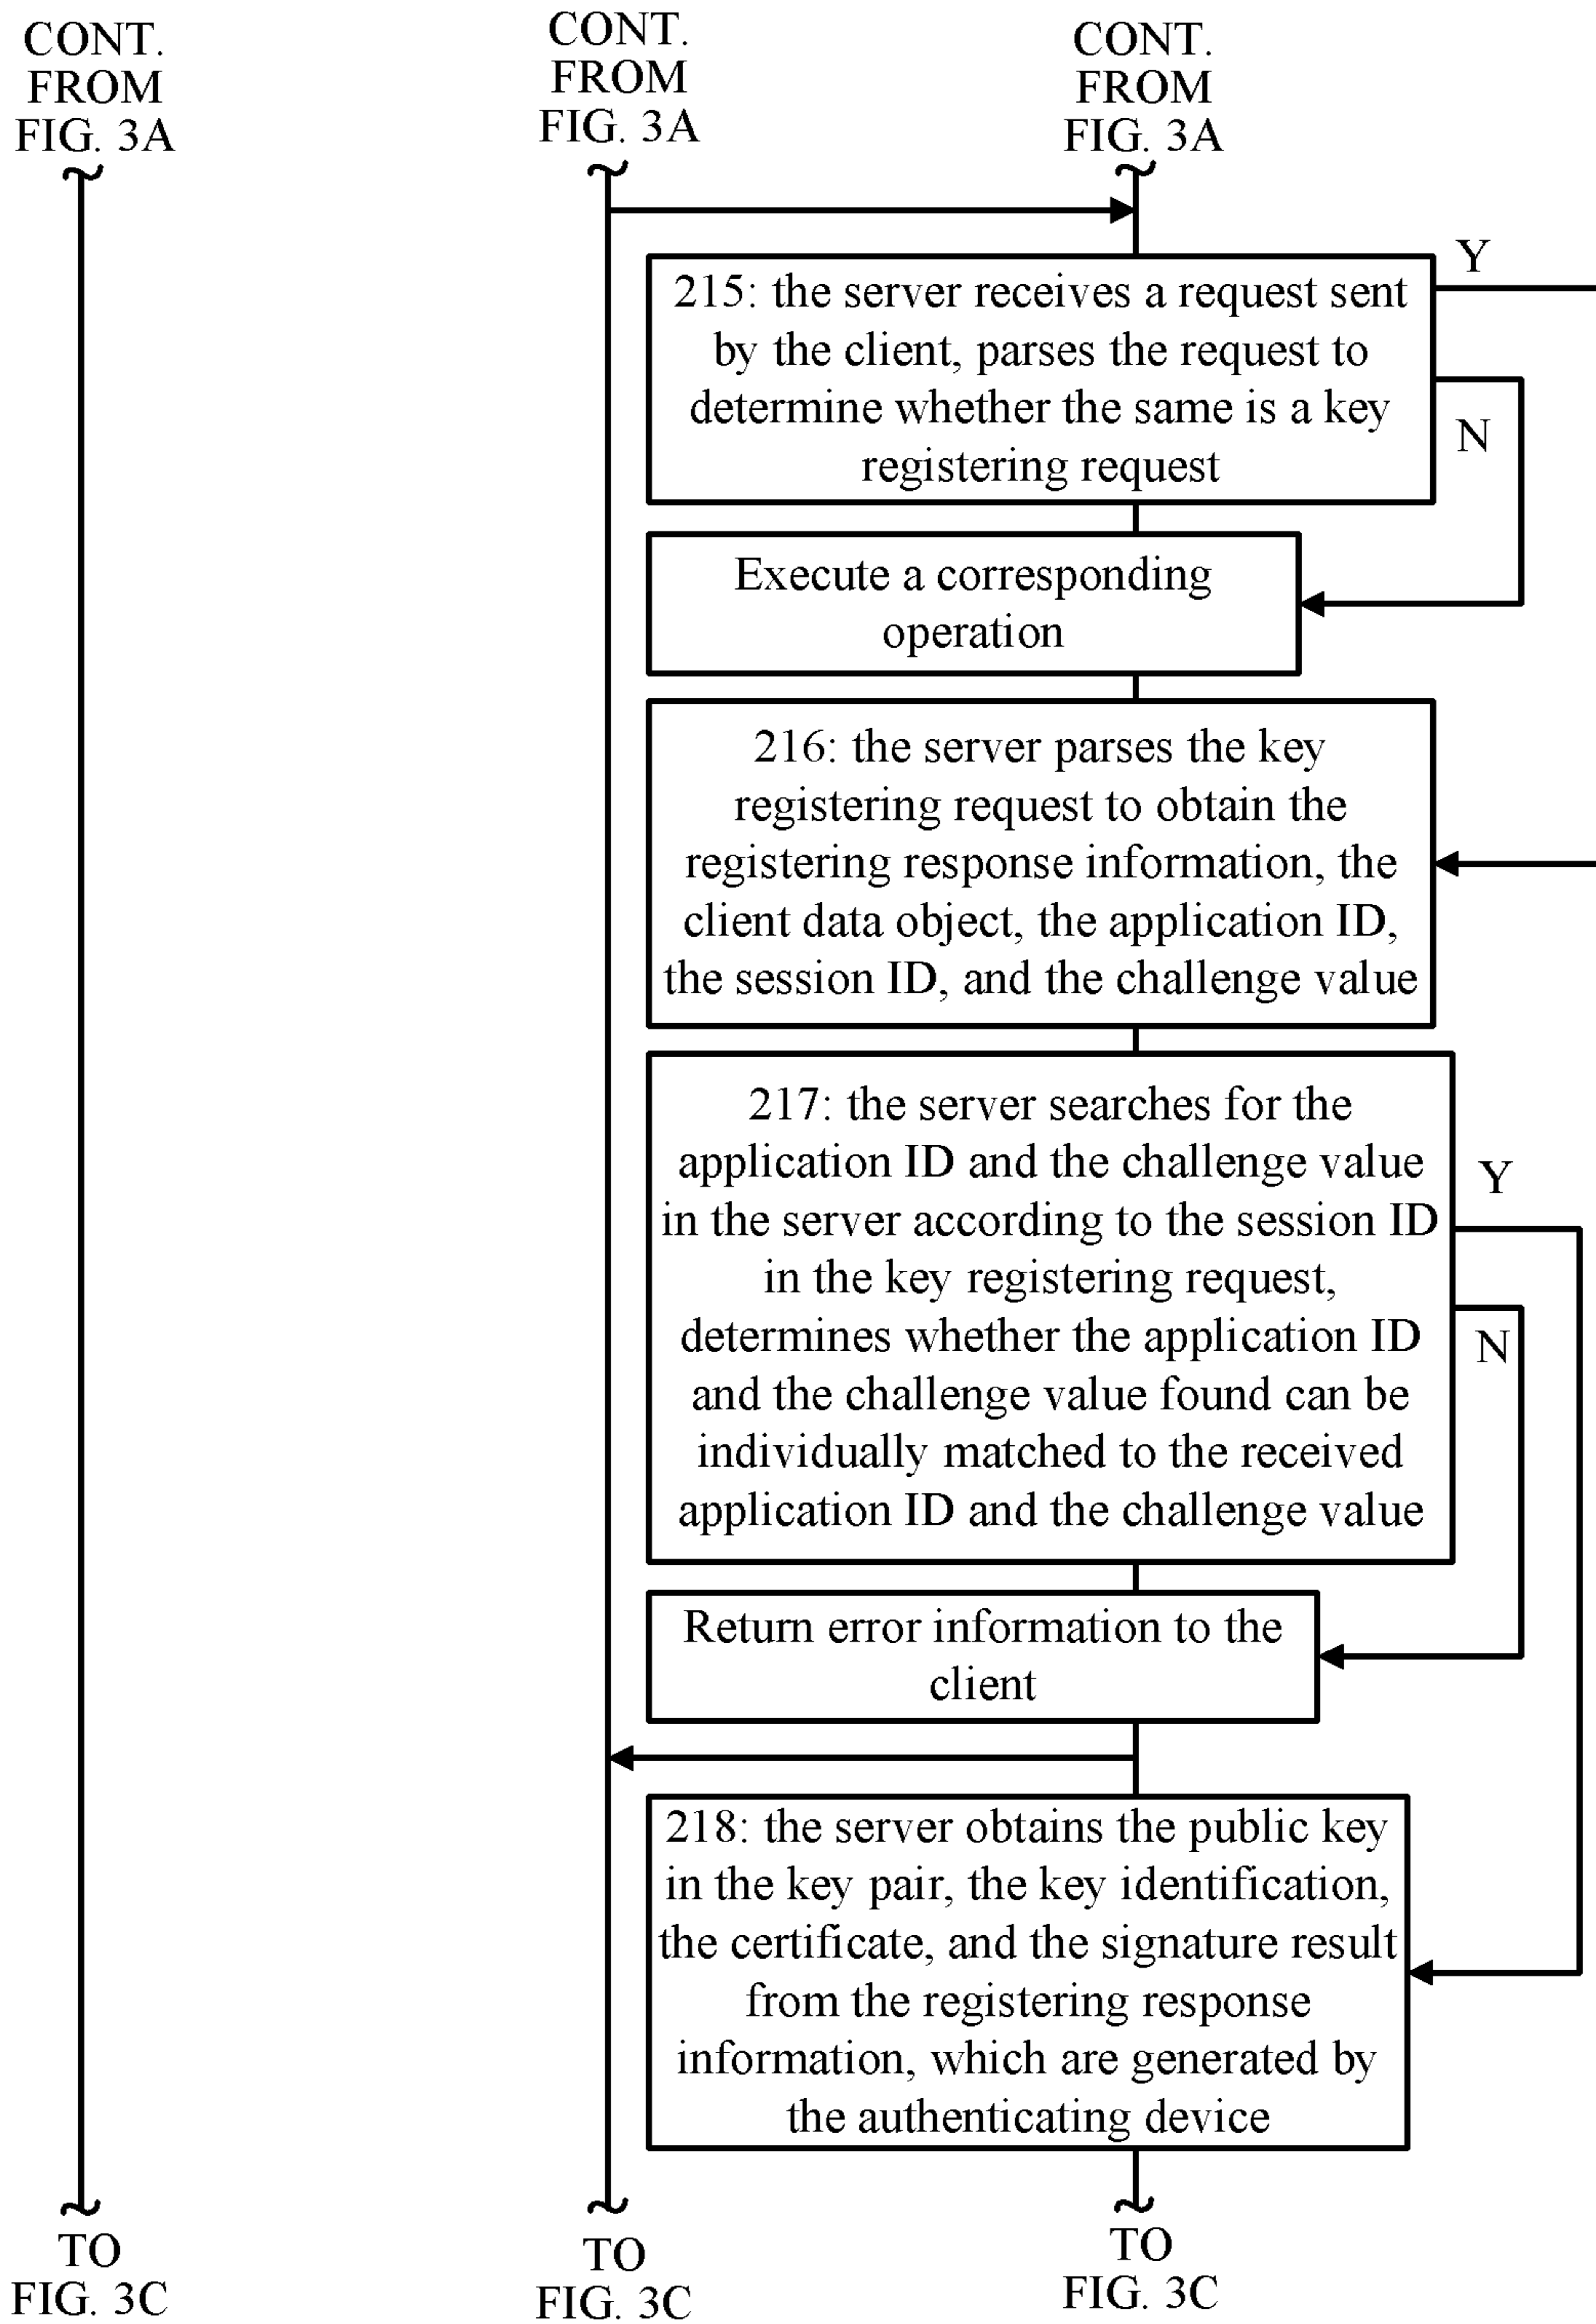 CONT.
FROM
FIG. 3A
CONT.
FROM
FIG. 3A
CONT.
FROM
FIG. 3A
215: the server receives a request sent
by the client, parses the request to
determine whether the same is a key
registering request
Y
N
Execute a corresponding
operation
216: the server parses the key
registering request to obtain the
registering response information, the
client data object, the application ID,
the session ID, and the challenge value
217: the server searches for the
application ID and the challenge value
in the server according to the session ID
in the key registering request,
determines whether the application ID
and the challenge value found can be
individually matched to the received
application ID and the challenge value
Y
N
Return error information to the
client
218: the server obtains the public key
in the key pair, the key identification,
the certificate, and the signature result
from the registering response
information, which are generated by
the authenticating device
TO
FIG. 3C
TO
FIG. 3C
TO
FIG. 3C